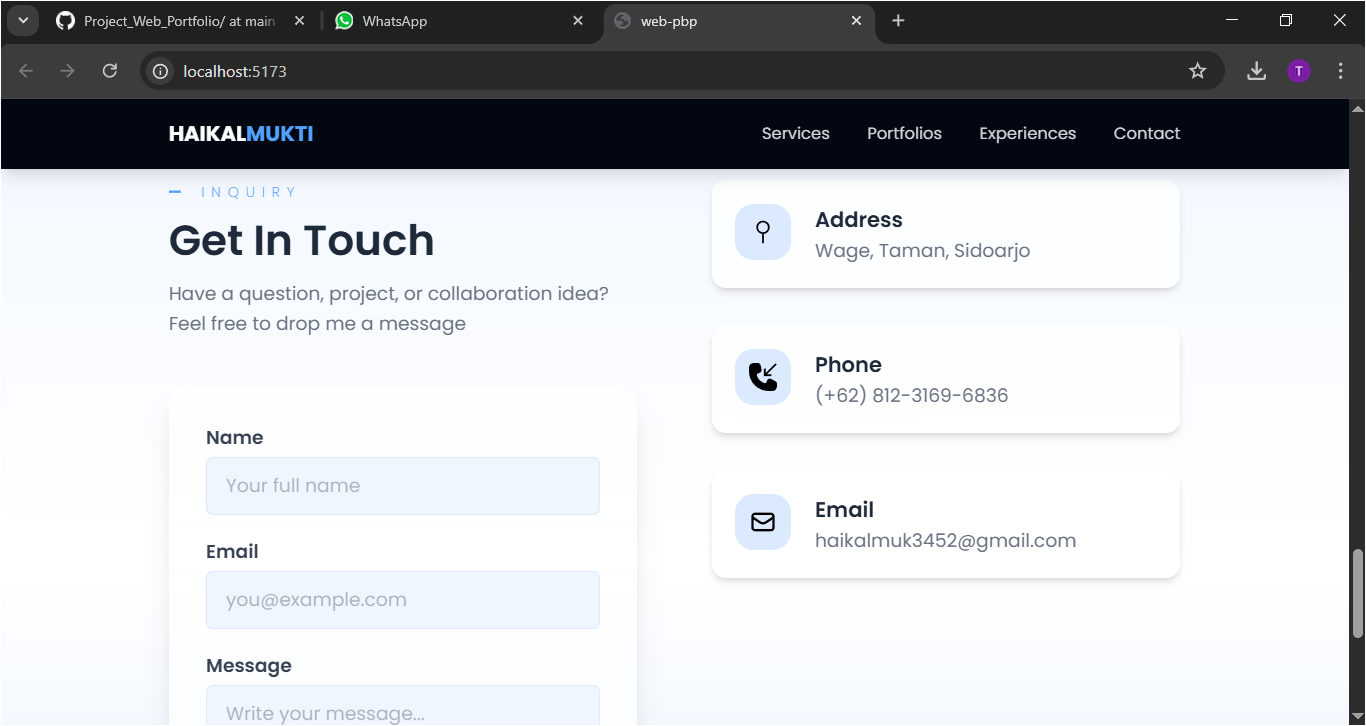 Project_Web_Portfolio/ at main
WhatsApp
web-pbp
localhost:5173
T
HAIKALMUKTI
Services
Portfolios
Experiences
Contact
INQUIRY
Get In Touch
Have a question, project, or collaboration idea?
Feel free to drop me a message
Name
Your full name
Email
you@example.com
Message
Write your message...
Address
Wage, Taman, Sidoarjo
Phone
(+62) 812-3169-6836
Email
haikalmuk3452@gmail.com